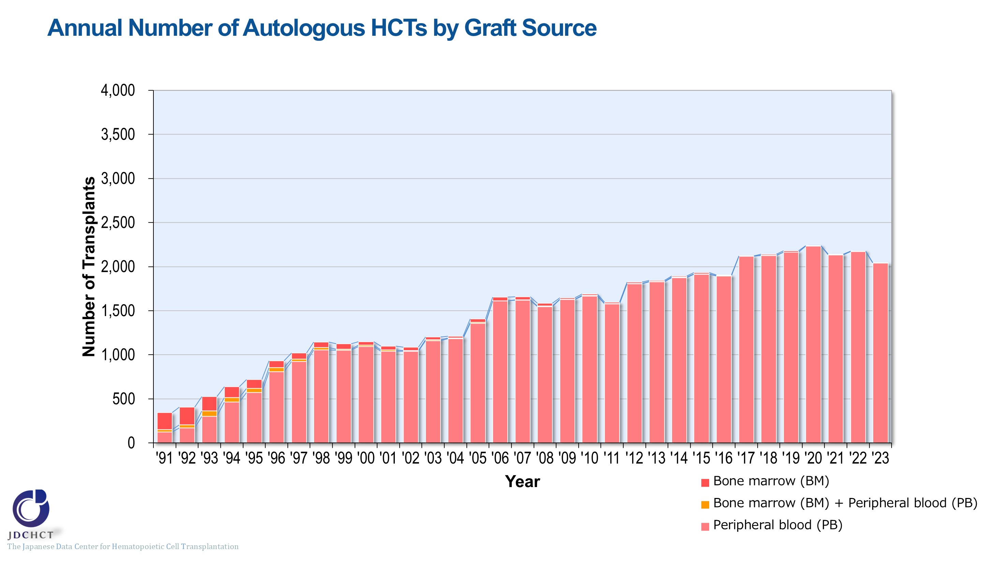 Annual Number of Autologous HCTs by Graft Source
4,000
3,500
3,000
2,500
2,000
1,500
1,000
500
0
Number of Transplants
'91 '92 '93 '94 '95 '96 '97 '98 '99 '00 '01 '02 '03 '04 '05 '06 '07 '08 '09 '10 '11 '12 '13 '14 '15 '16 '17 '18 '19 '20 '21 '22 '23
Year
Bone marrow (BM)
Bone marrow (BM) + Peripheral blood (PB)
Peripheral blood (PB)
JDCHCT
The Japanese Data Center for Hematopoietic Cell Transplantation